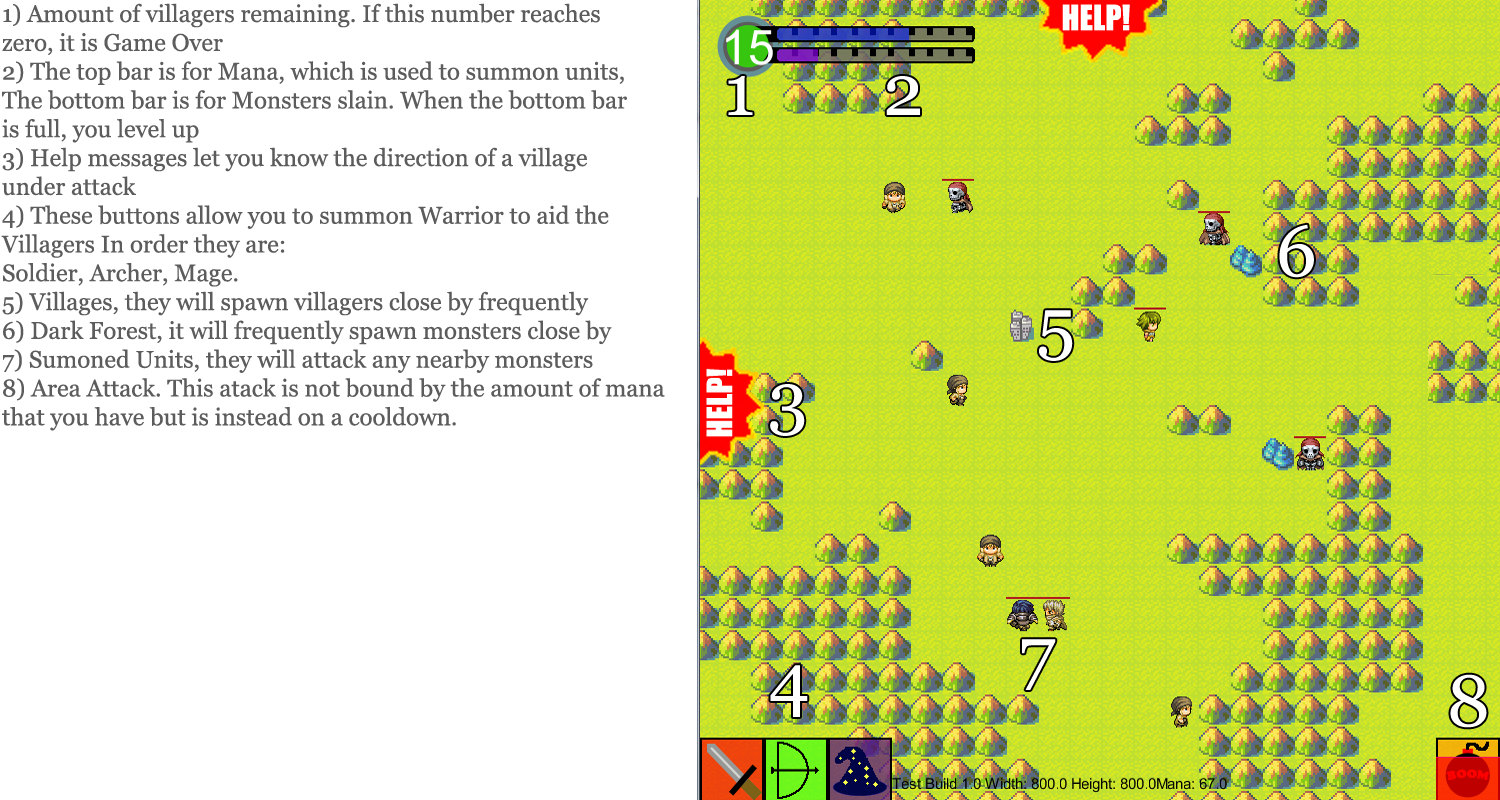 1) Amount of villagers remaining. If this number reaches
zero, it is Game Over
2) The top bar is for Mana, which is used to summon units,
The bottom bar is for Monsters slain. When the bottom bar
is full, you level up
3) Help messages let you know the direction of a village
under attack
4) These buttons allow you to summon Warrior to aid the
Villagers In order they are:
Soldier, Archer, Mage.
5) Villages, they will spawn villagers close by frequently
6) Dark Forest, it will frequently spawn monsters close by
7) Sumoned Units, they will attack any nearby monsters
8) Area Attack. This atack is not bound by the amount of mana
that you have but is instead on a cooldown.
HELP!
15
1
2
6
5
HELP!
3
7
4
8
BOOM
Test Build 1.0 Width: 800.0 Height: 800.0Mana: 67.0